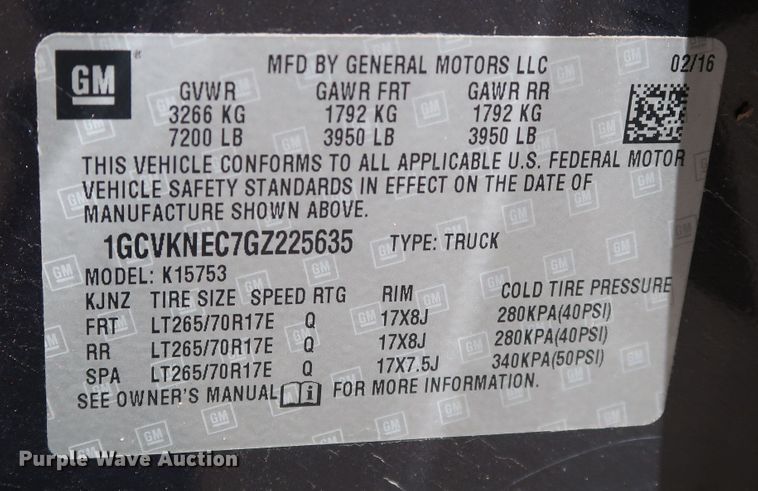 GM
MFD BY GENERAL MOTORS LLC 02/16
GVWR GAWR FRT GAWR RR
3266 KG 1792 KG 1792 KG
7200 LB 3950 LB 3950 LB
THIS VEHICLE CONFORMS TO ALL APPLICABLE U.S. FEDERAL MOTOR
VEHICLE SAFETY STANDARDS IN EFFECT ON THE DATE OF
MANUFACTURE SHOWN ABOVE.
1GCVKNEC7GZ225635 TYPE: TRUCK
MODEL: K15753
KJNZ TIRE SIZE SPEED RTG RIM COLD TIRE PRESSURE
FRT LT265/70R17E Q 17X8J 280KPA(40PSI)
RR LT265/70R17E Q 17X8J 280KPA(40PSI)
SPA LT265/70R17E Q 17X7.5J 340KPA(50PSI)
SEE OWNER'S MANUAL i FOR MORE INFORMATION.
Purple Wave Auction